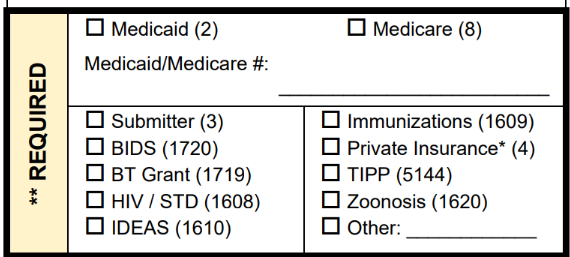 ** REQUIRED
☐ Medicaid (2) ☐ Medicare (8)
Medicaid/Medicare #: ____________________
☐ Submitter (3)
☐ BIDS (1720)
☐ BT Grant (1719)
☐ HIV / STD (1608)
☐ IDEAS (1610)
☐ Immunizations (1609)
☐ Private Insurance* (4)
☐ TIPP (5144)
☐ Zoonosis (1620)
☐ Other: ____________